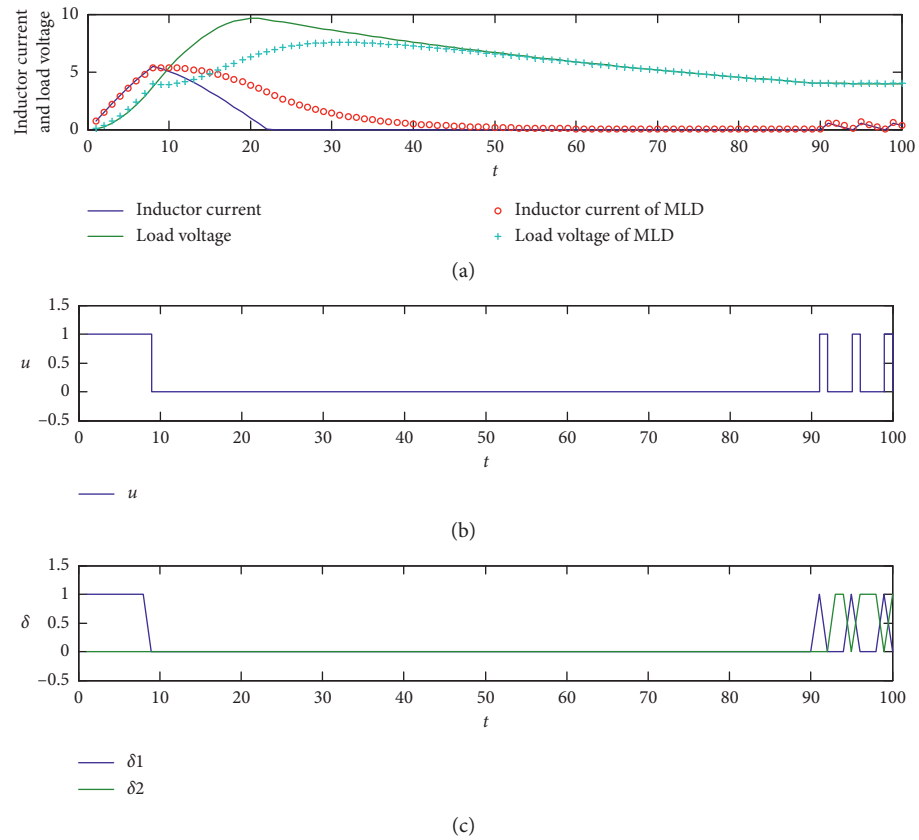 Inductor current
and load voltage
10
5
0
0 10 20 30 40 50 60 70 80 90 100
t
Inductor current
Load voltage
Inductor current of MLD
Load voltage of MLD
(a)
u
1.5
1
0.5
0
−0.5
0 10 20 30 40 50 60 70 80 90 100
t
u
(b)
δ
1.5
1
0.5
0
−0.5
0 10 20 30 40 50 60 70 80 90 100
t
δ1
δ2
(c)